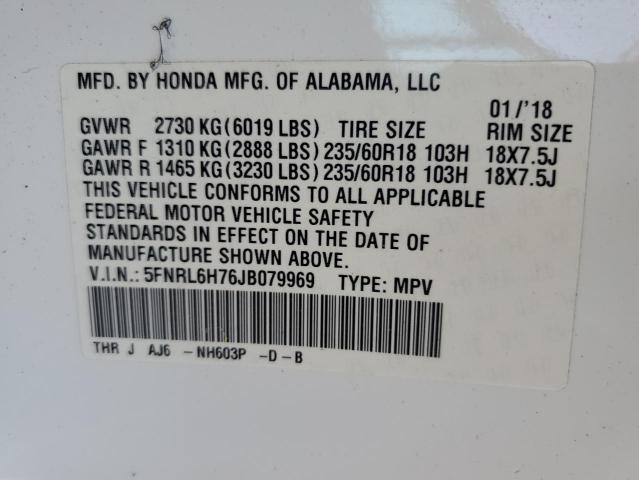 MFD. BY HONDA MFG. OF ALABAMA, LLC
01/'18
GVWR 2730 KG(6019 LBS) TIRE SIZE RIM SIZE
GAWR F 1310 KG(2888 LBS) 235/60R18 103H 18X7.5J
GAWR R 1465 KG(3230 LBS) 235/60R18 103H 18X7.5J
THIS VEHICLE CONFORMS TO ALL APPLICABLE
FEDERAL MOTOR VEHICLE SAFETY
STANDARDS IN EFFECT ON THE DATE OF
MANUFACTURE SHOWN ABOVE.
V.I.N.: 5FNRL6H76JB079969 TYPE: MPV
THR J AJ6 -NH603P -D-B